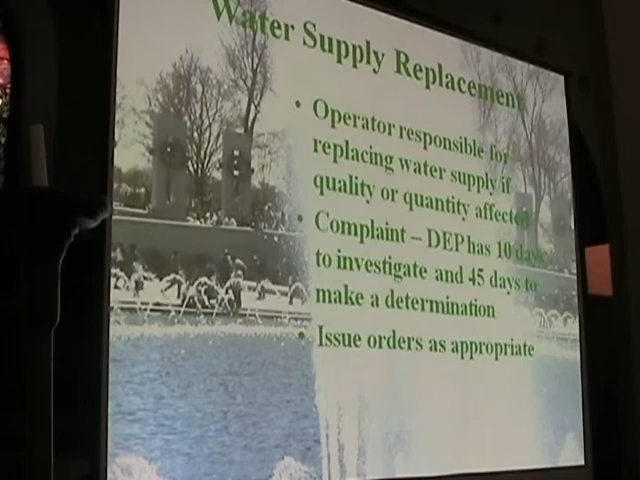 Water Supply Replacement
• Operator responsible for
replacing water supply if
quality or quantity affected
• Complaint – DEP has 10 days
to investigate and 45 days to
make a determination
• Issue orders as appropriate